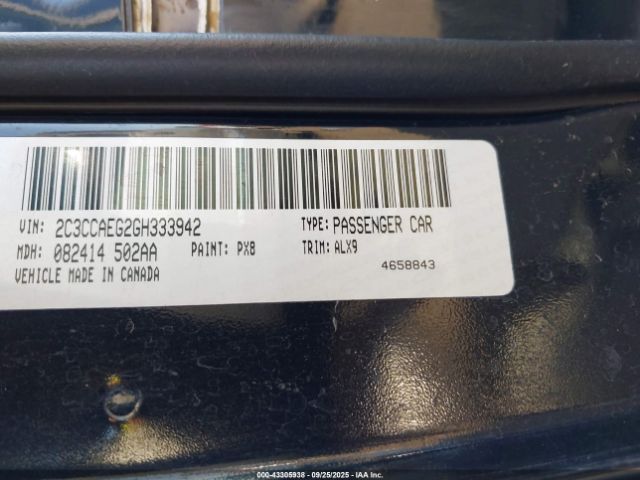 VIN: 2C3CCAEG2GH333942 TYPE: PASSENGER CAR
MDH: 082414 502AA PAINT: PX8 TRIM: ALX9
VEHICLE MADE IN CANADA 4658843
000-43305938 - 09/25/2025 - IAA Inc.